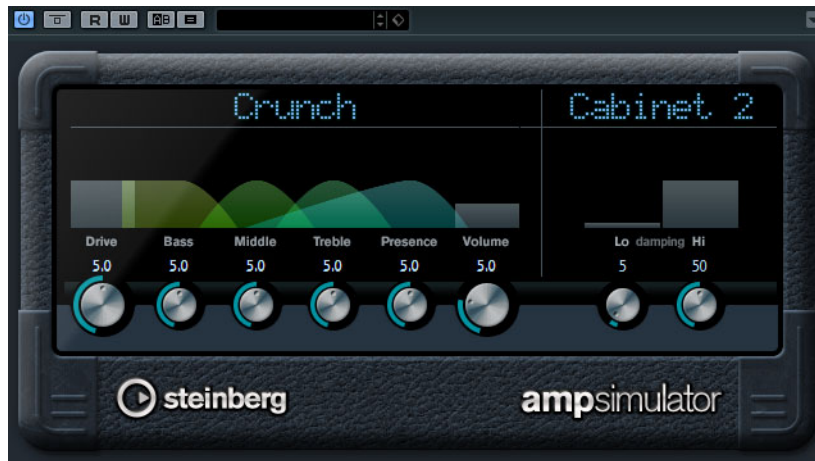 R W AB
Crunch Cabinet 2
Drive Bass Middle Treble Presence Volume Lo damping Hi
5.0 5.0 5.0 5.0 5.0 5.0 5 50
steinberg ampsimulator